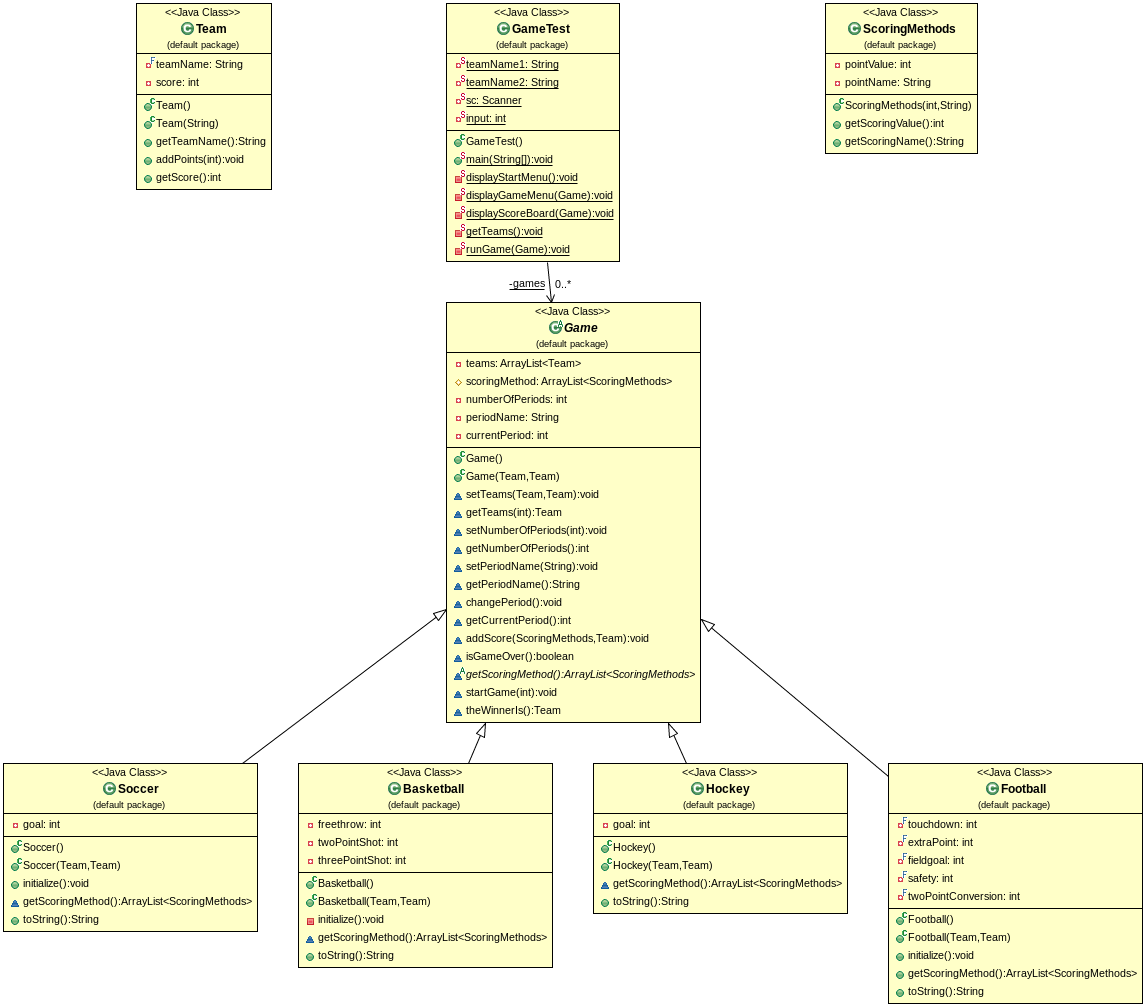 <<Java Class>>
Team
(default package)
teamName: String
score: int
Team()
Team(String)
getTeamName():String
addPoints(int):void
getScore():int
<<Java Class>>
GameTest
(default package)
teamName1: String
teamName2: String
sc: Scanner
input: int
GameTest()
main(String[]):void
displayStartMenu():void
displayGameMenu(Game):void
displayScoreBoard(Game):void
getTeams():void
runGame(Game):void
<<Java Class>>
ScoringMethods
(default package)
pointValue: int
pointName: String
ScoringMethods(int,String)
getScoringValue():int
getScoringName():String
-games 0..*
<<Java Class>>
Game
(default package)
teams: ArrayList<Team>
scoringMethod: ArrayList<ScoringMethods>
numberOfPeriods: int
periodName: String
currentPeriod: int
Game()
Game(Team,Team)
setTeams(Team,Team):void
getTeams(int):Team
setNumberOfPeriods(int):void
getNumberOfPeriods():int
setPeriodName(String):void
getPeriodName():String
changePeriod():void
getCurrentPeriod():int
addScore(ScoringMethods,Team):void
isGameOver():boolean
getScoringMethod():ArrayList<ScoringMethods>
startGame(int):void
theWinnerIs():Team
<<Java Class>>
Soccer
(default package)
goal: int
Soccer()
Soccer(Team,Team)
initialize():void
getScoringMethod():ArrayList<ScoringMethods>
toString():String
<<Java Class>>
Basketball
(default package)
freethrow: int
twoPointShot: int
threePointShot: int
Basketball()
Basketball(Team,Team)
initialize():void
getScoringMethod():ArrayList<ScoringMethods>
toString():String
<<Java Class>>
Hockey
(default package)
goal: int
Hockey()
Hockey(Team,Team)
getScoringMethod():ArrayList<ScoringMethods>
toString():String
<<Java Class>>
Football
(default package)
touchdown: int
extraPoint: int
fieldgoal: int
safety: int
twoPointConversion: int
Football()
Football(Team,Team)
initialize():void
getScoringMethod():ArrayList<ScoringMethods>
toString():String